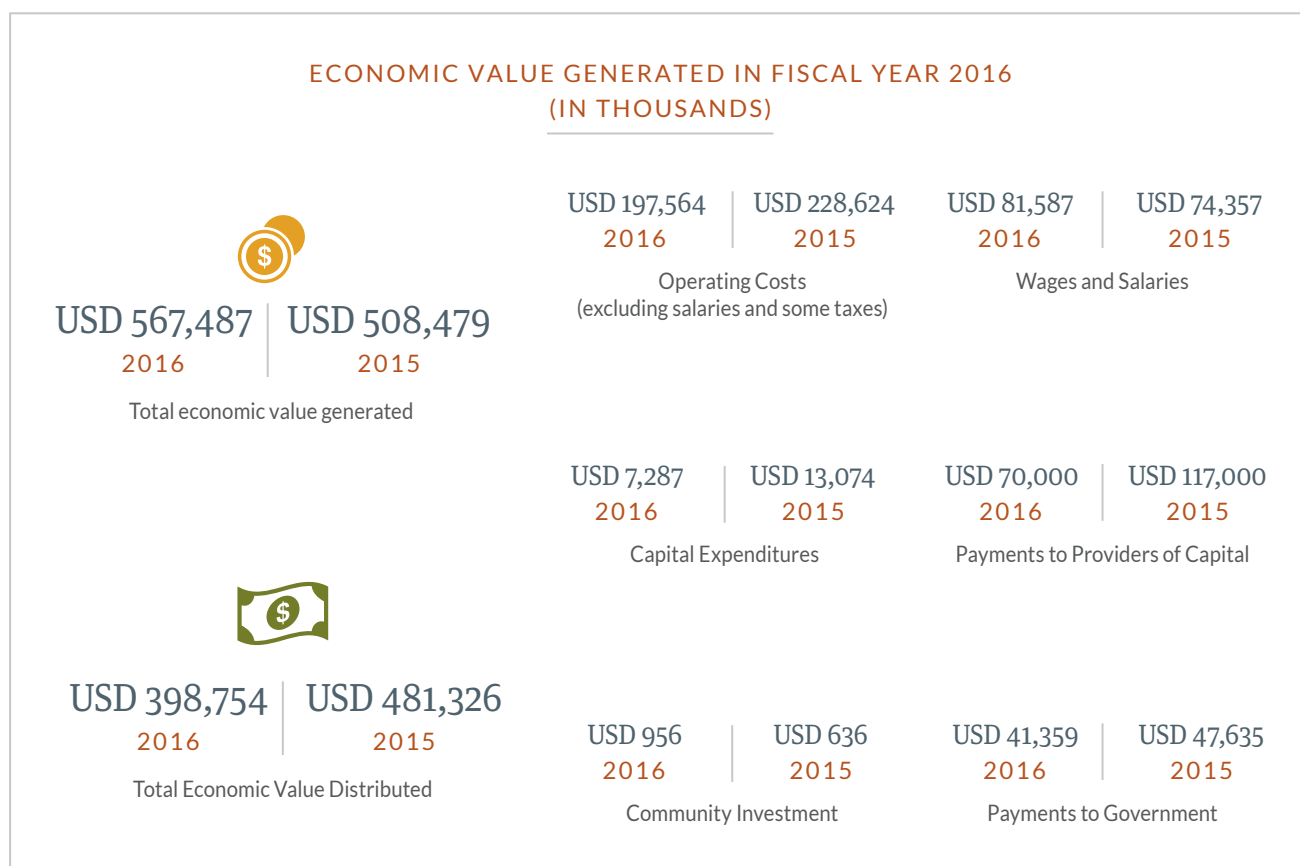 ECONOMIC VALUE GENERATED IN FISCAL YEAR 2016
(IN THOUSANDS)
$
USD 567,487
2016
USD 508,479
2015
Total economic value generated
USD 197,564
2016
USD 228,624
2015
Operating Costs
(excluding salaries and some taxes)
USD 81,587
2016
USD 74,357
2015
Wages and Salaries
USD 7,287
2016
USD 13,074
2015
Capital Expenditures
USD 70,000
2016
USD 117,000
2015
Payments to Providers of Capital
$
USD 398,754
2016
USD 481,326
2015
Total Economic Value Distributed
USD 956
2016
USD 636
2015
Community Investment
USD 41,359
2016
USD 47,635
2015
Payments to Government